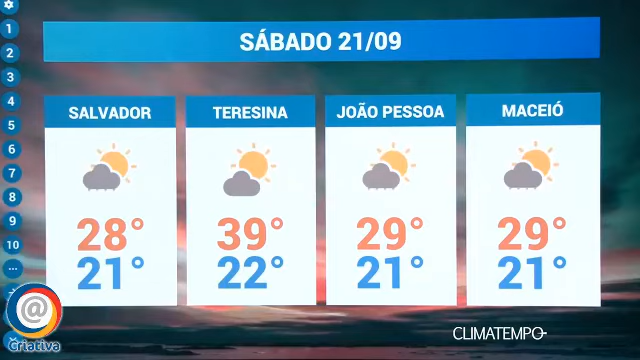 SÁBADO 21/09
1
2
3
4
5
6
7
8
9
10
...
SALVADOR
28°
21°
TERESINA
39°
22°
JOÃO PESSOA
29°
21°
MACEIÓ
29°
21°
CLIMATEMPO
@
Criativa